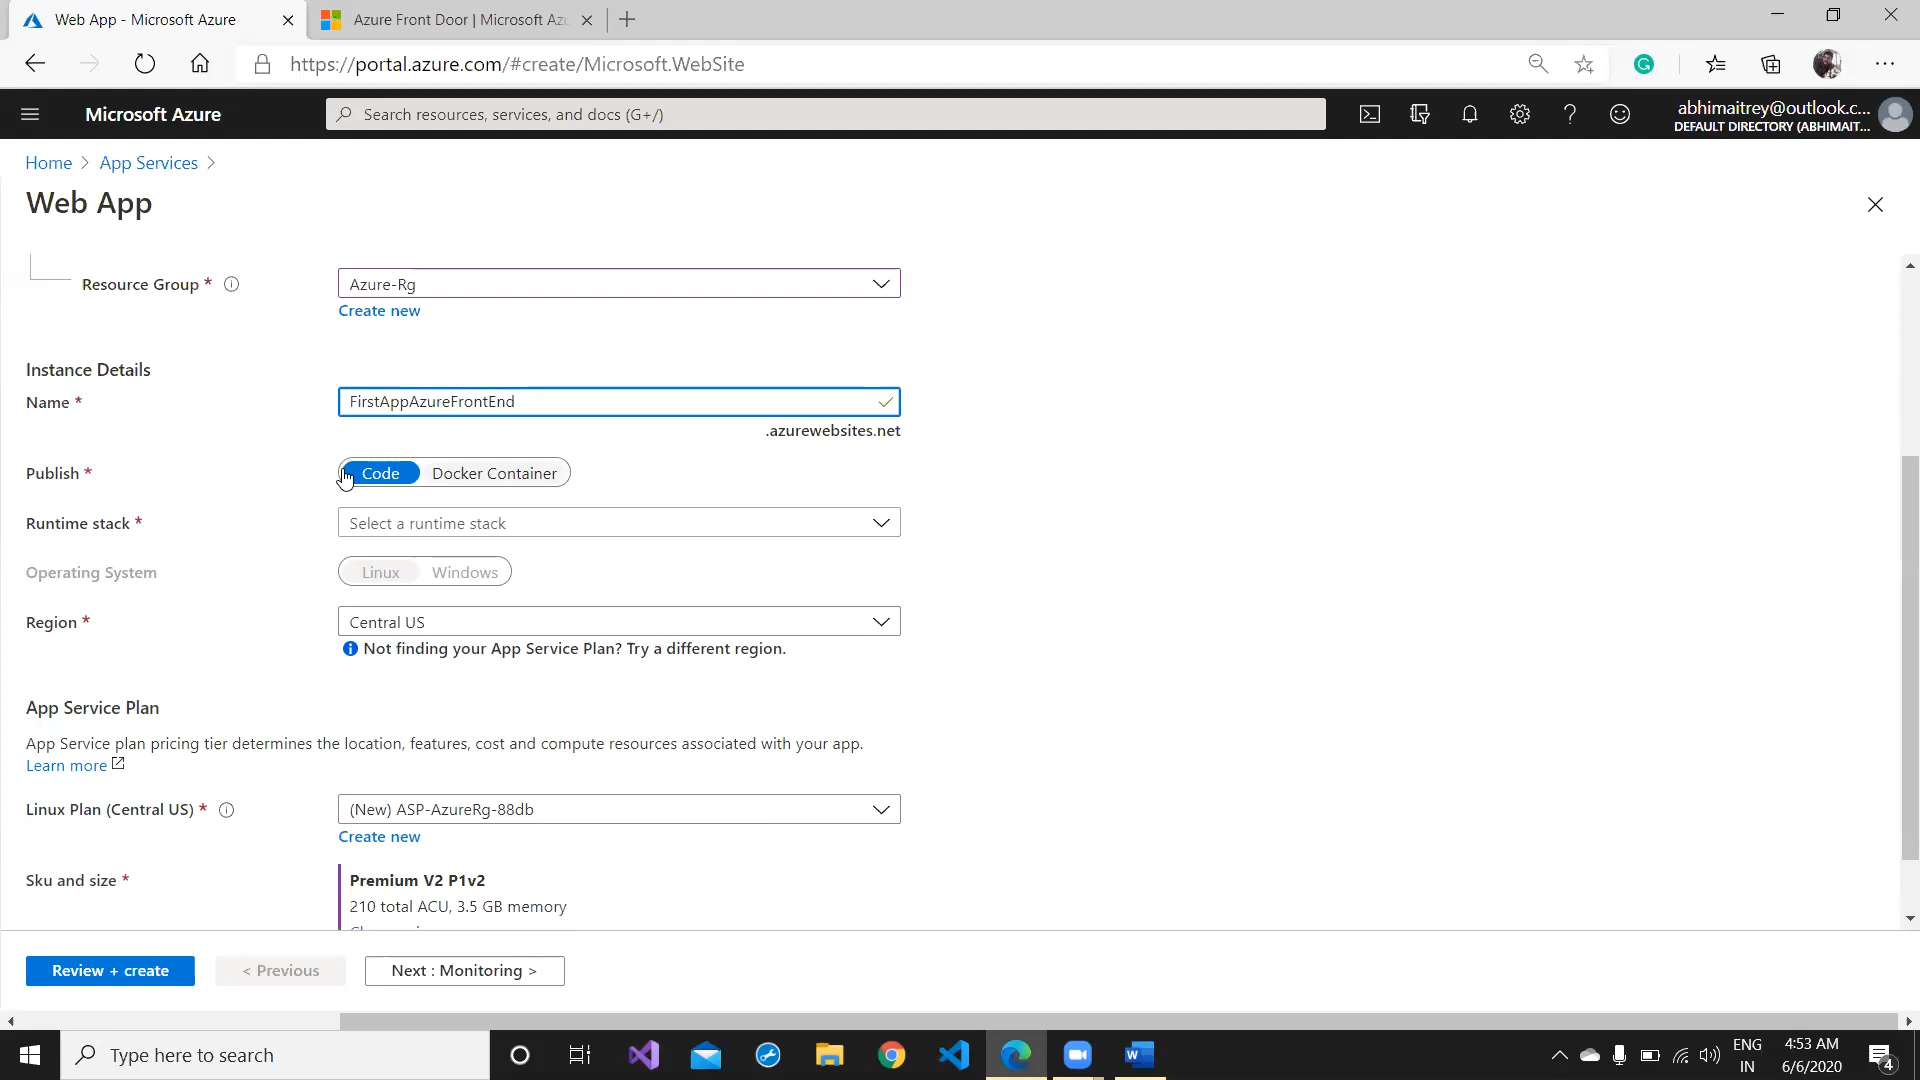 Web App - Microsoft Azure
Azure Front Door | Microsoft Az
https://portal.azure.com/#create/Microsoft.WebSite
Microsoft Azure
Search resources, services, and docs (G+/)
abhimaitrey@outlook.c...
DEFAULT DIRECTORY (ABHIMAIT...
Home > App Services >
Web App
Resource Group * Azure-Rg
Create new
Instance Details
Name * FirstAppAzureFrontEnd
.azurewebsites.net
Publish * Code Docker Container
Runtime stack * Select a runtime stack
Operating System Linux Windows
Region * Central US
Not finding your App Service Plan? Try a different region.
App Service Plan
App Service plan pricing tier determines the location, features, cost and compute resources associated with your app.
Learn more
Linux Plan (Central US) * (New) ASP-AzureRg-88db
Create new
Sku and size * Premium V2 P1v2
210 total ACU, 3.5 GB memory
Review + create < Previous Next : Monitoring >
Type here to search
ENG
IN
4:53 AM
6/6/2020
4